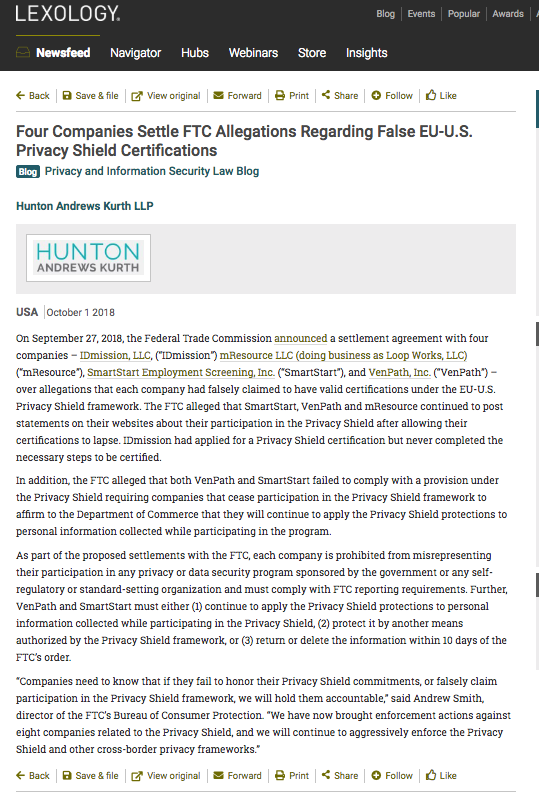 LEXOLOGY.
Blog Events Popular Awards
Newsfeed Navigator Hubs Webinars Store Insights
Back Save & file View original Forward Print Share Follow Like
Four Companies Settle FTC Allegations Regarding False EU-U.S.
Privacy Shield Certifications
Blog Privacy and Information Security Law Blog
Hunton Andrews Kurth LLP
HUNTON
ANDREWS KURTH
USA October 1 2018
On September 27, 2018, the Federal Trade Commission announced a settlement agreement with four
companies – IDmission, LLC, (“IDmission”) mResource LLC (doing business as Loop Works, LLC)
(“mResource”), SmartStart Employment Screening, Inc. (“SmartStart”), and VenPath, Inc. (“VenPath”) –
over allegations that each company had falsely claimed to have valid certifications under the EU-U.S.
Privacy Shield framework. The FTC alleged that SmartStart, VenPath and mResource continued to post
statements on their websites about their participation in the Privacy Shield after allowing their
certifications to lapse. IDmission had applied for a Privacy Shield certification but never completed the
necessary steps to be certified.
In addition, the FTC alleged that both VenPath and SmartStart failed to comply with a provision under
the Privacy Shield requiring companies that cease participation in the Privacy Shield framework to
affirm to the Department of Commerce that they will continue to apply the Privacy Shield protections to
personal information collected while participating in the program.
As part of the proposed settlements with the FTC, each company is prohibited from misrepresenting
their participation in any privacy or data security program sponsored by the government or any self-
regulatory or standard-setting organization and must comply with FTC reporting requirements. Further,
VenPath and SmartStart must either (1) continue to apply the Privacy Shield protections to personal
information collected while participating in the Privacy Shield, (2) protect it by another means
authorized by the Privacy Shield framework, or (3) return or delete the information within 10 days of the
FTC’s order.
“Companies need to know that if they fail to honor their Privacy Shield commitments, or falsely claim
participation in the Privacy Shield framework, we will hold them accountable,” said Andrew Smith,
director of the FTC’s Bureau of Consumer Protection. “We have now brought enforcement actions against
eight companies related to the Privacy Shield, and we will continue to aggressively enforce the Privacy
Shield and other cross-border privacy frameworks.”
Back Save & file View original Forward Print Share Follow Like